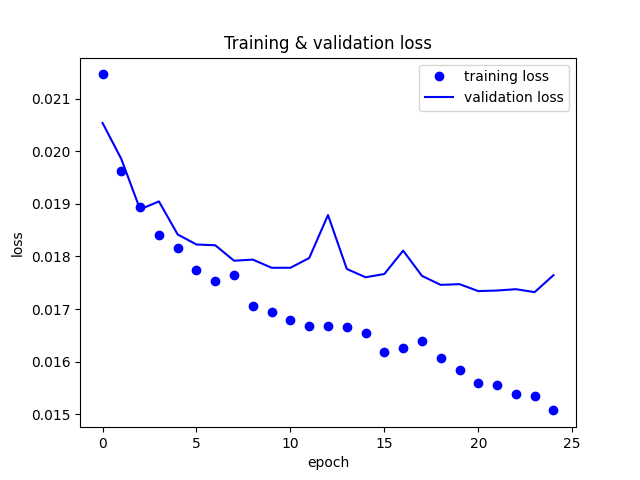 Training & validation loss
training loss
validation loss
loss
0.021
0.020
0.019
0.018
0.017
0.016
0.015
0 5 10 15 20 25
epoch